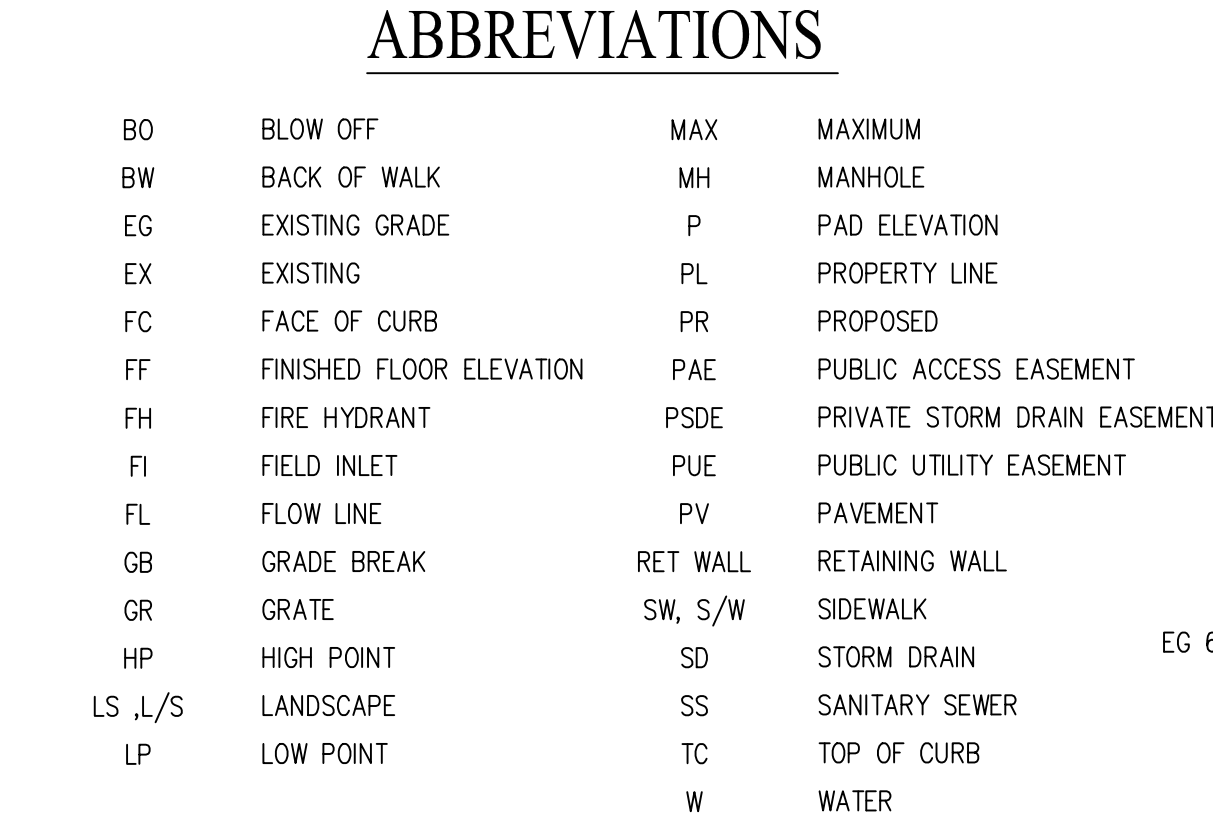 ABBREVIATIONS
BO BLOW OFF
BW BACK OF WALK
EG EXISTING GRADE
EX EXISTING
FC FACE OF CURB
FF FINISHED FLOOR ELEVATION
FH FIRE HYDRANT
FI FIELD INLET
FL FLOW LINE
GB GRADE BREAK
GR GRATE
HP HIGH POINT
LS ,L/S LANDSCAPE
LP LOW POINT
MAX MAXIMUM
MH MANHOLE
P PAD ELEVATION
PL PROPERTY LINE
PR PROPOSED
PAE PUBLIC ACCESS EASEMENT
PSDE PRIVATE STORM DRAIN EASEMENT
PUE PUBLIC UTILITY EASEMENT
PV PAVEMENT
RET WALL RETAINING WALL
SW, S/W SIDEWALK
SD STORM DRAIN
SS SANITARY SEWER
TC TOP OF CURB
W WATER
EG